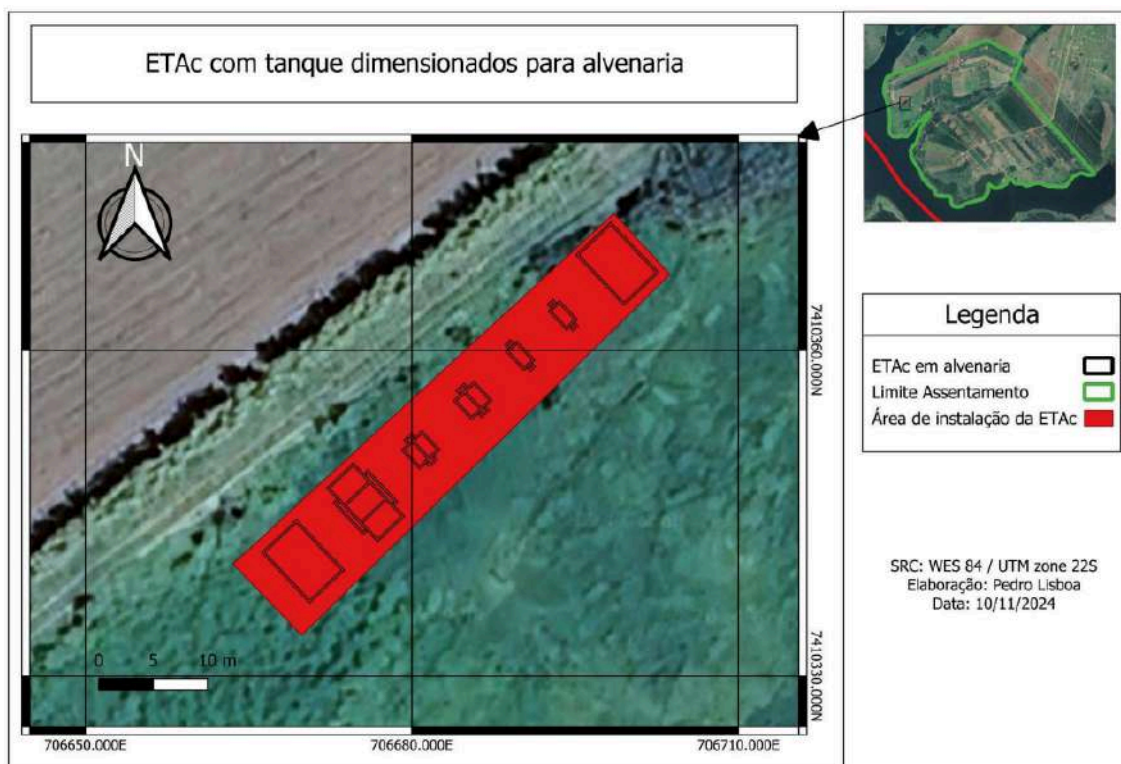 ETAc com tanque dimensionados para alvenaria
N
7410360.000N
7410330.000N
0 5 10 m
706650.000E 706680.000E 706710.000E
Legenda
ETAc em alvenaria
Limite Assentamento
Área de instalação da ETAc
SRC: WES 84 / UTM zone 22S
Elaboração: Pedro Lisboa
Data: 10/11/2024